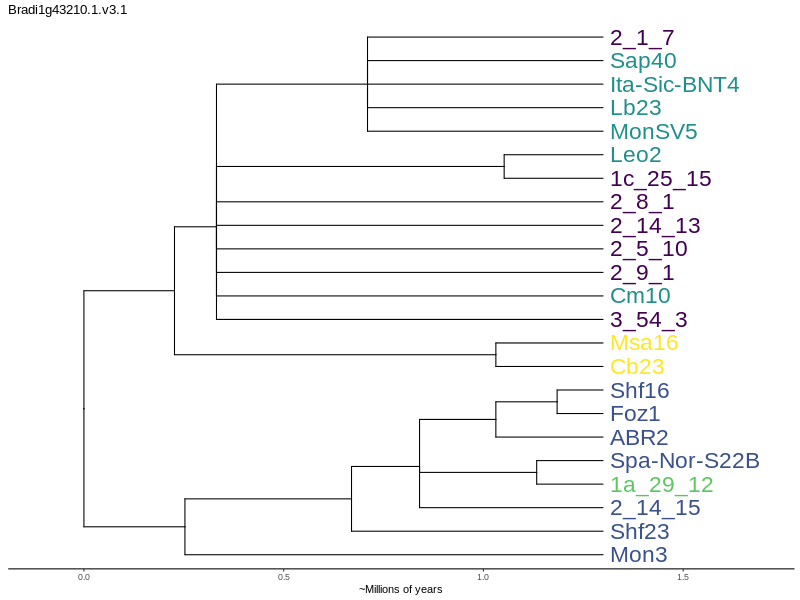 Bradi1g43210.1.v3.1
2_1_7
Sap40
Ita-Sic-BNT4
Lb23
MonSV5
Leo2
1c_25_15
2_8_1
2_14_13
2_5_10
2_9_1
Cm10
3_54_3
Msa16
Cb23
Shf16
Foz1
ABR2
Spa-Nor-S22B
1a_29_12
2_14_15
Shf23
Mon3
0.0 0.5 1.0 1.5
~Millions of years